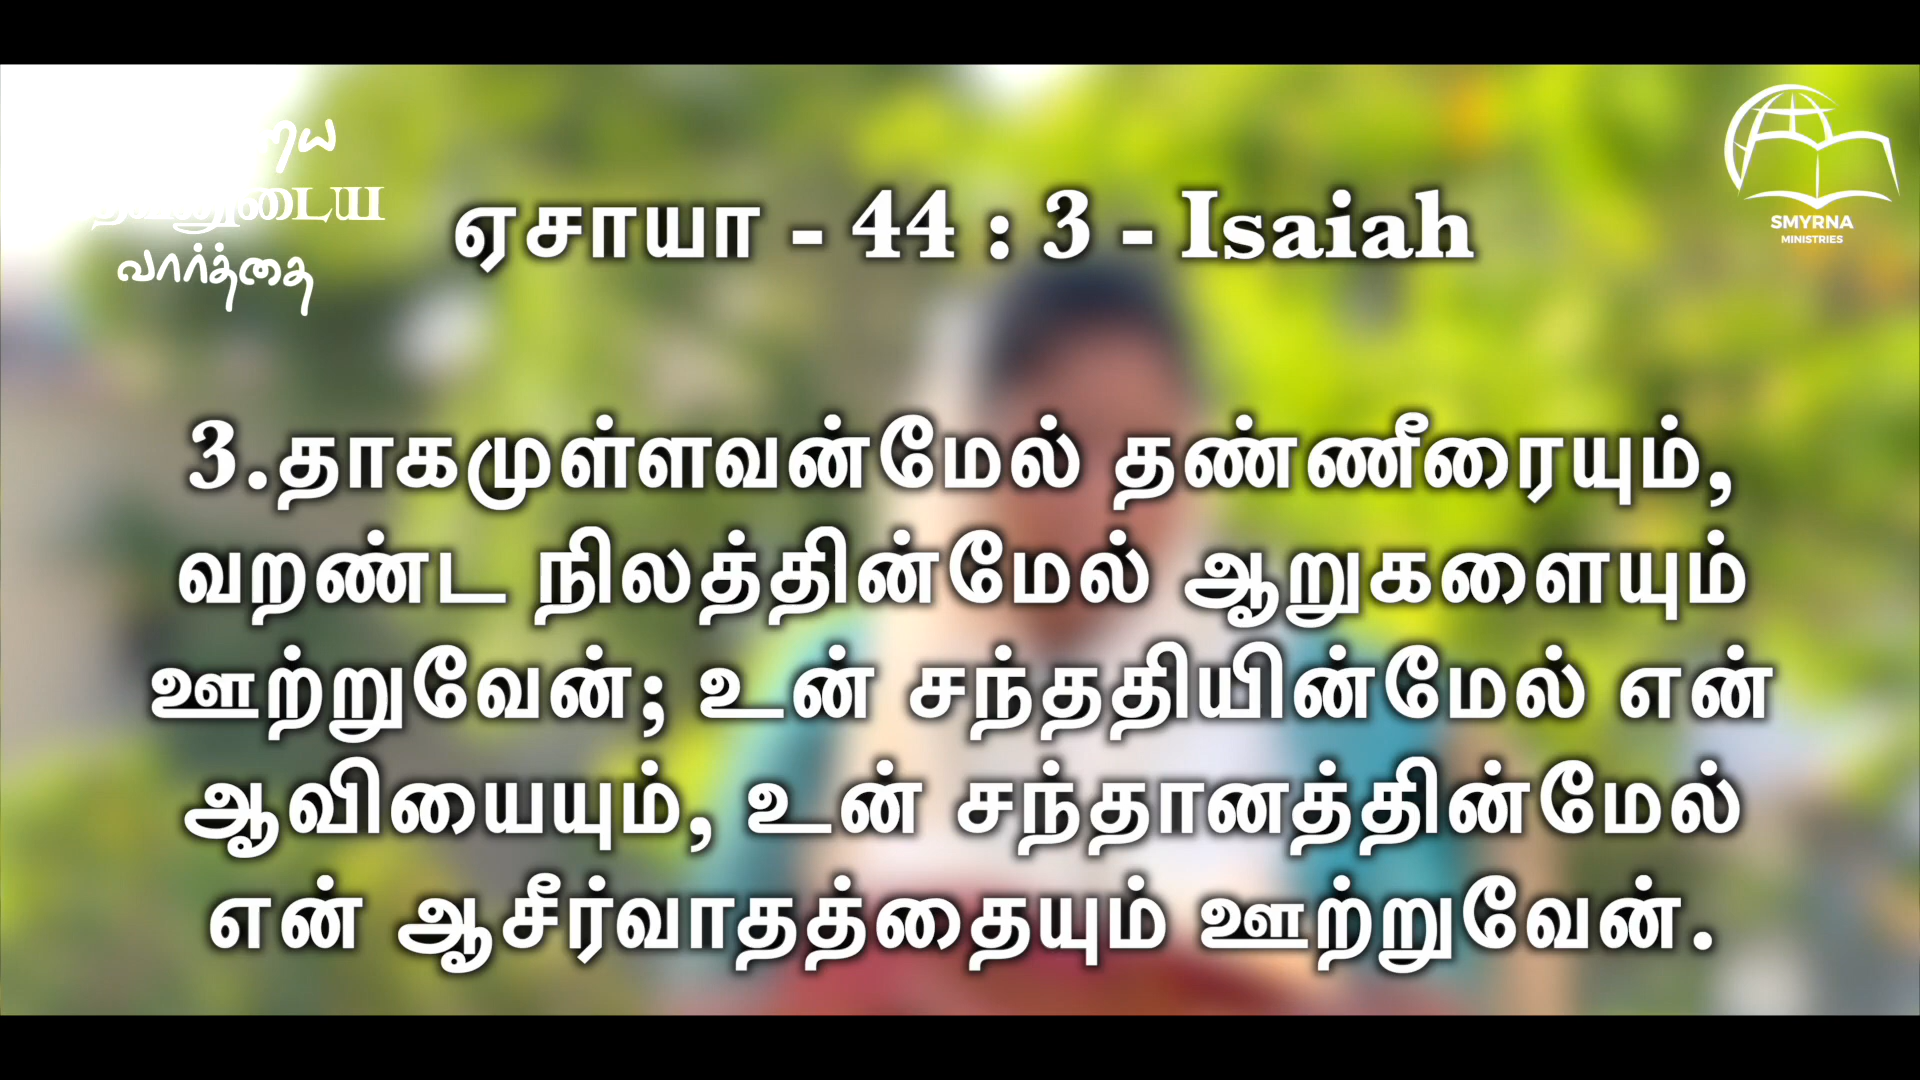 வார்த்தை
ஏசாயா - 44 : 3 - Isaiah
SMYRNA
MINISTRIES
3.தாகமுள்ளவன்மேல் தண்ணீரையும்,
வறண்ட நிலத்தின்மேல் ஆறுகளையும்
ஊற்றுவேன்; உன் சந்ததியின்மேல் என்
ஆவியையும், உன் சந்தானத்தின்மேல்
என் ஆசீர்வாதத்தையும் ஊற்றுவேன்.